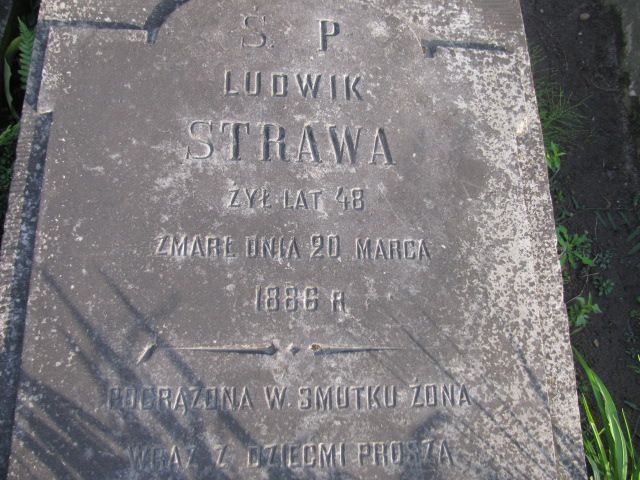 Ś. P
LUDWIK
STRAWA
ŻYŁ LAT 48
ZMARŁ DNIA 20 MARCA
1886 R
POGRĄŻONA W SMUTKU ŻONA
WRAZ Z DZIEĆMI PROSZĄ